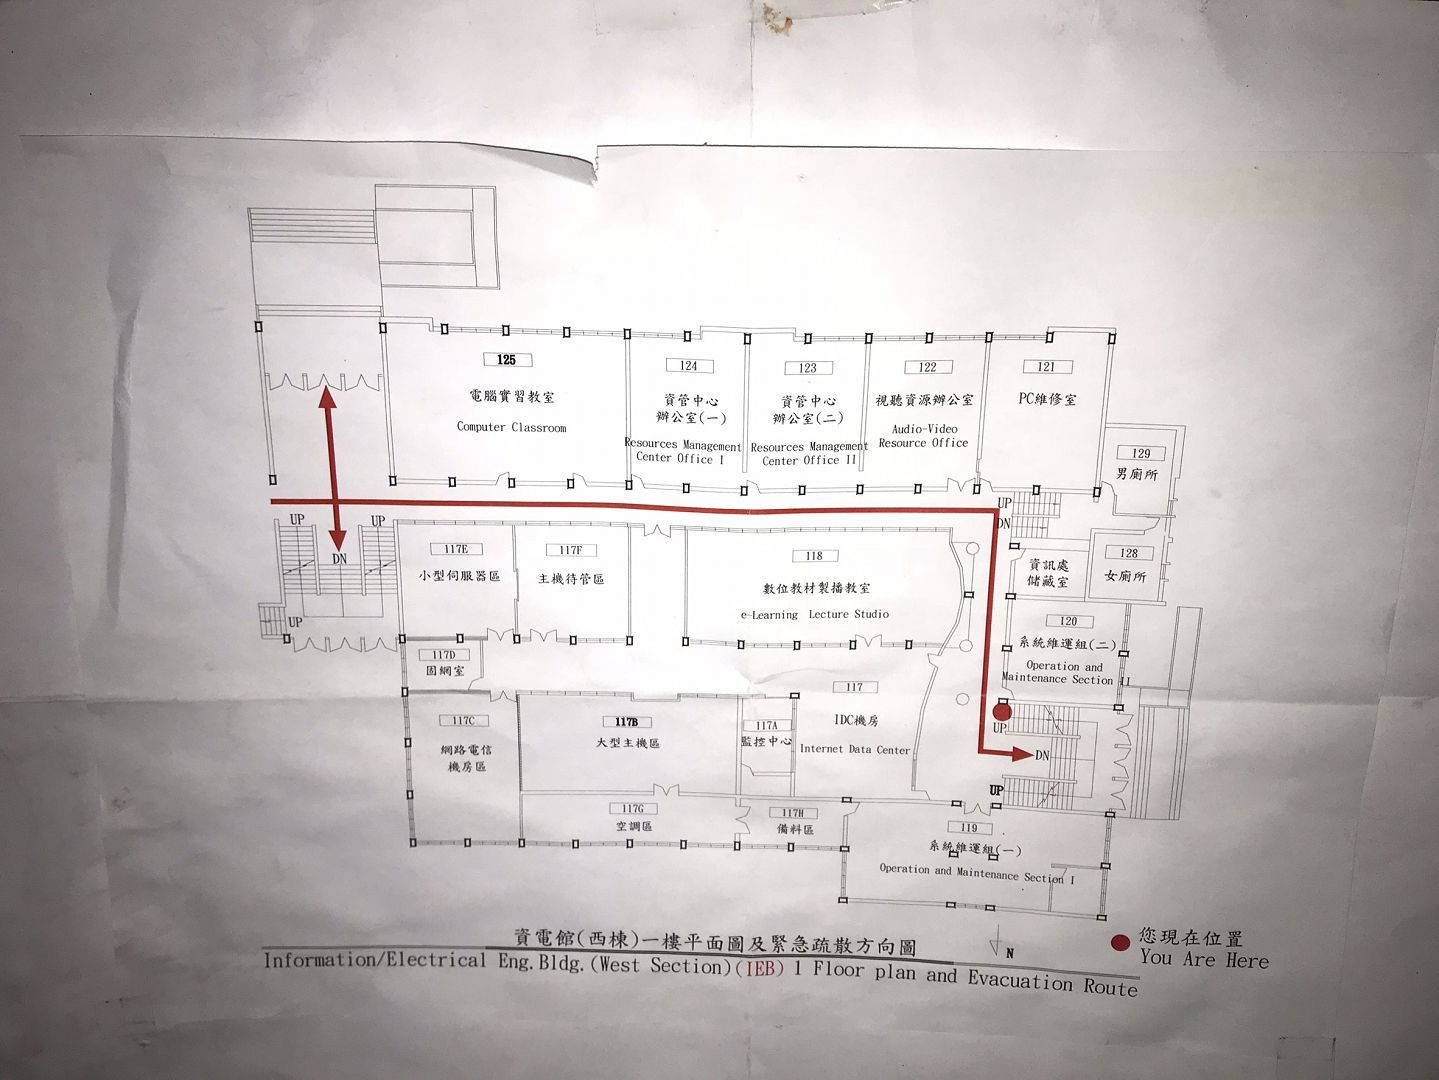 125
電腦實習教室
Computer Classroom
124
資管中心
辦公室(一)
Resources Management
Center Office I
123
資管中心
辦公室(二)
Resources Management
Center Office II
122
視聽資源辦公室
Audio-Video
Resource Office
121
PC維修室
129
男廁所
UP
DN
UP
UP
DN
UP
117E
小型伺服器區
117F
主機待管區
118
數位教材製播教室
e-Learning Lecture Studio
資訊處
儲藏室
128
女廁所
120
系統維運組(二)
Operation and
Maintenance Section II
117D
固網室
117C
網路電信
機房區
117B
大型主機區
117A
監控中心
117
IDC機房
Internet Data Center
UP
DN
UP
117G
空調區
117H
備料區
119
系統維運組(一)
Operation and Maintenance Section I
N
您現在位置
You Are Here
資電館(西棟)一樓平面圖及緊急疏散方向圖
Information/Electrical Eng.Bldg.(West Section)(IEB) 1 Floor plan and Evacuation Route